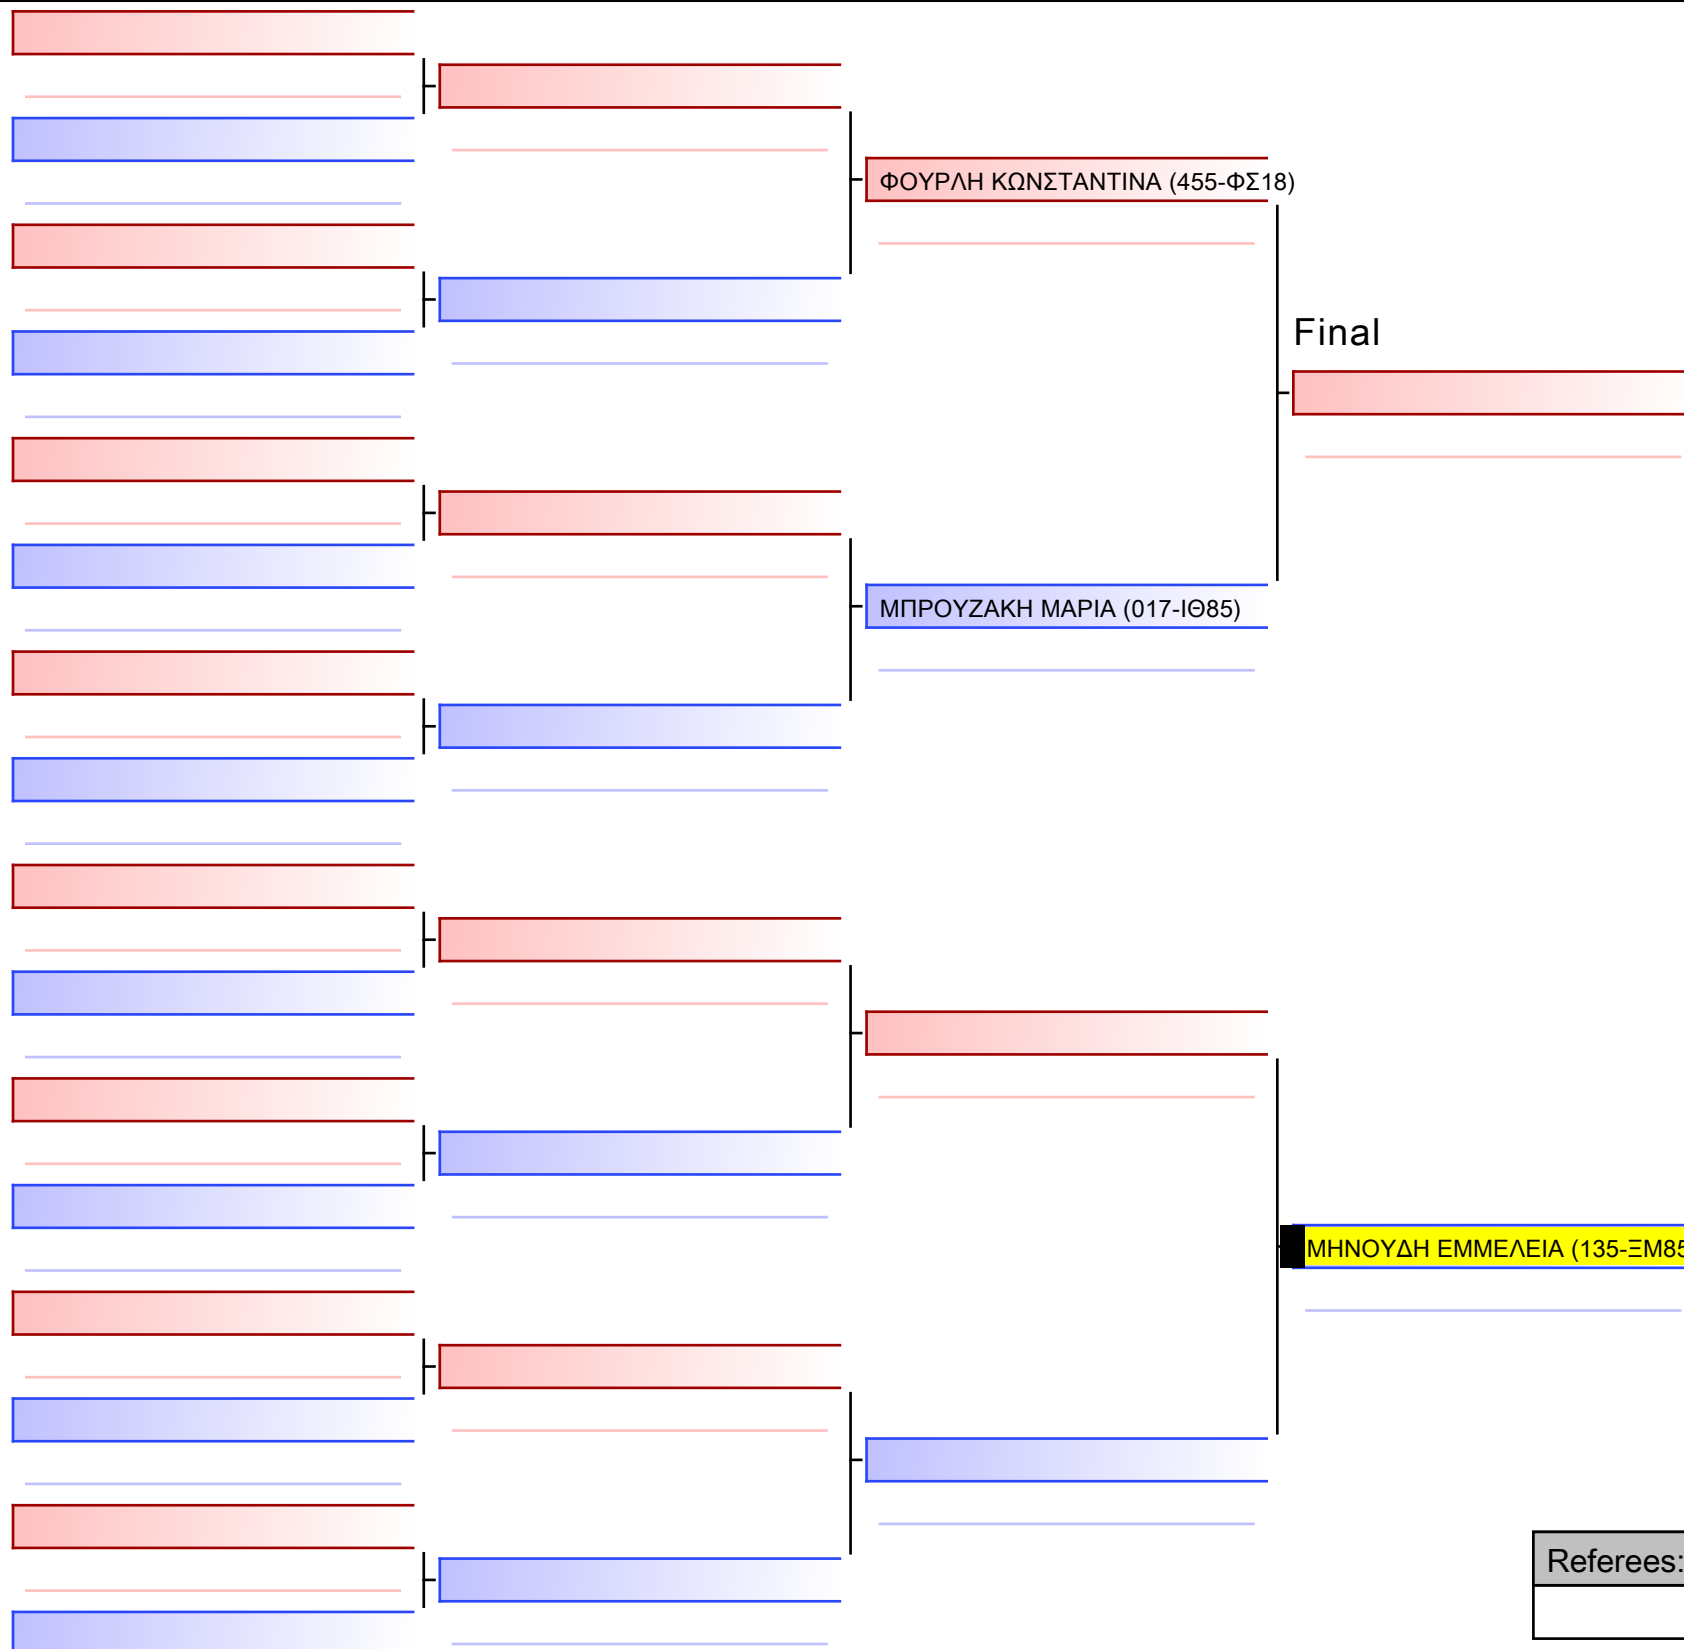 ΦΟΥΡΛΗ ΚΩΝΣΤΑΝΤΙΝΑ (455-ΦΣ18)
Final
ΜΠΡΟΥΖΑΚΗ ΜΑΡΙΑ (017-ΙΘ85)
ΜΗΝΟΥΔΗ ΕΜΜΕΛΕΙΑ (135-ΞΜ85
Referees: